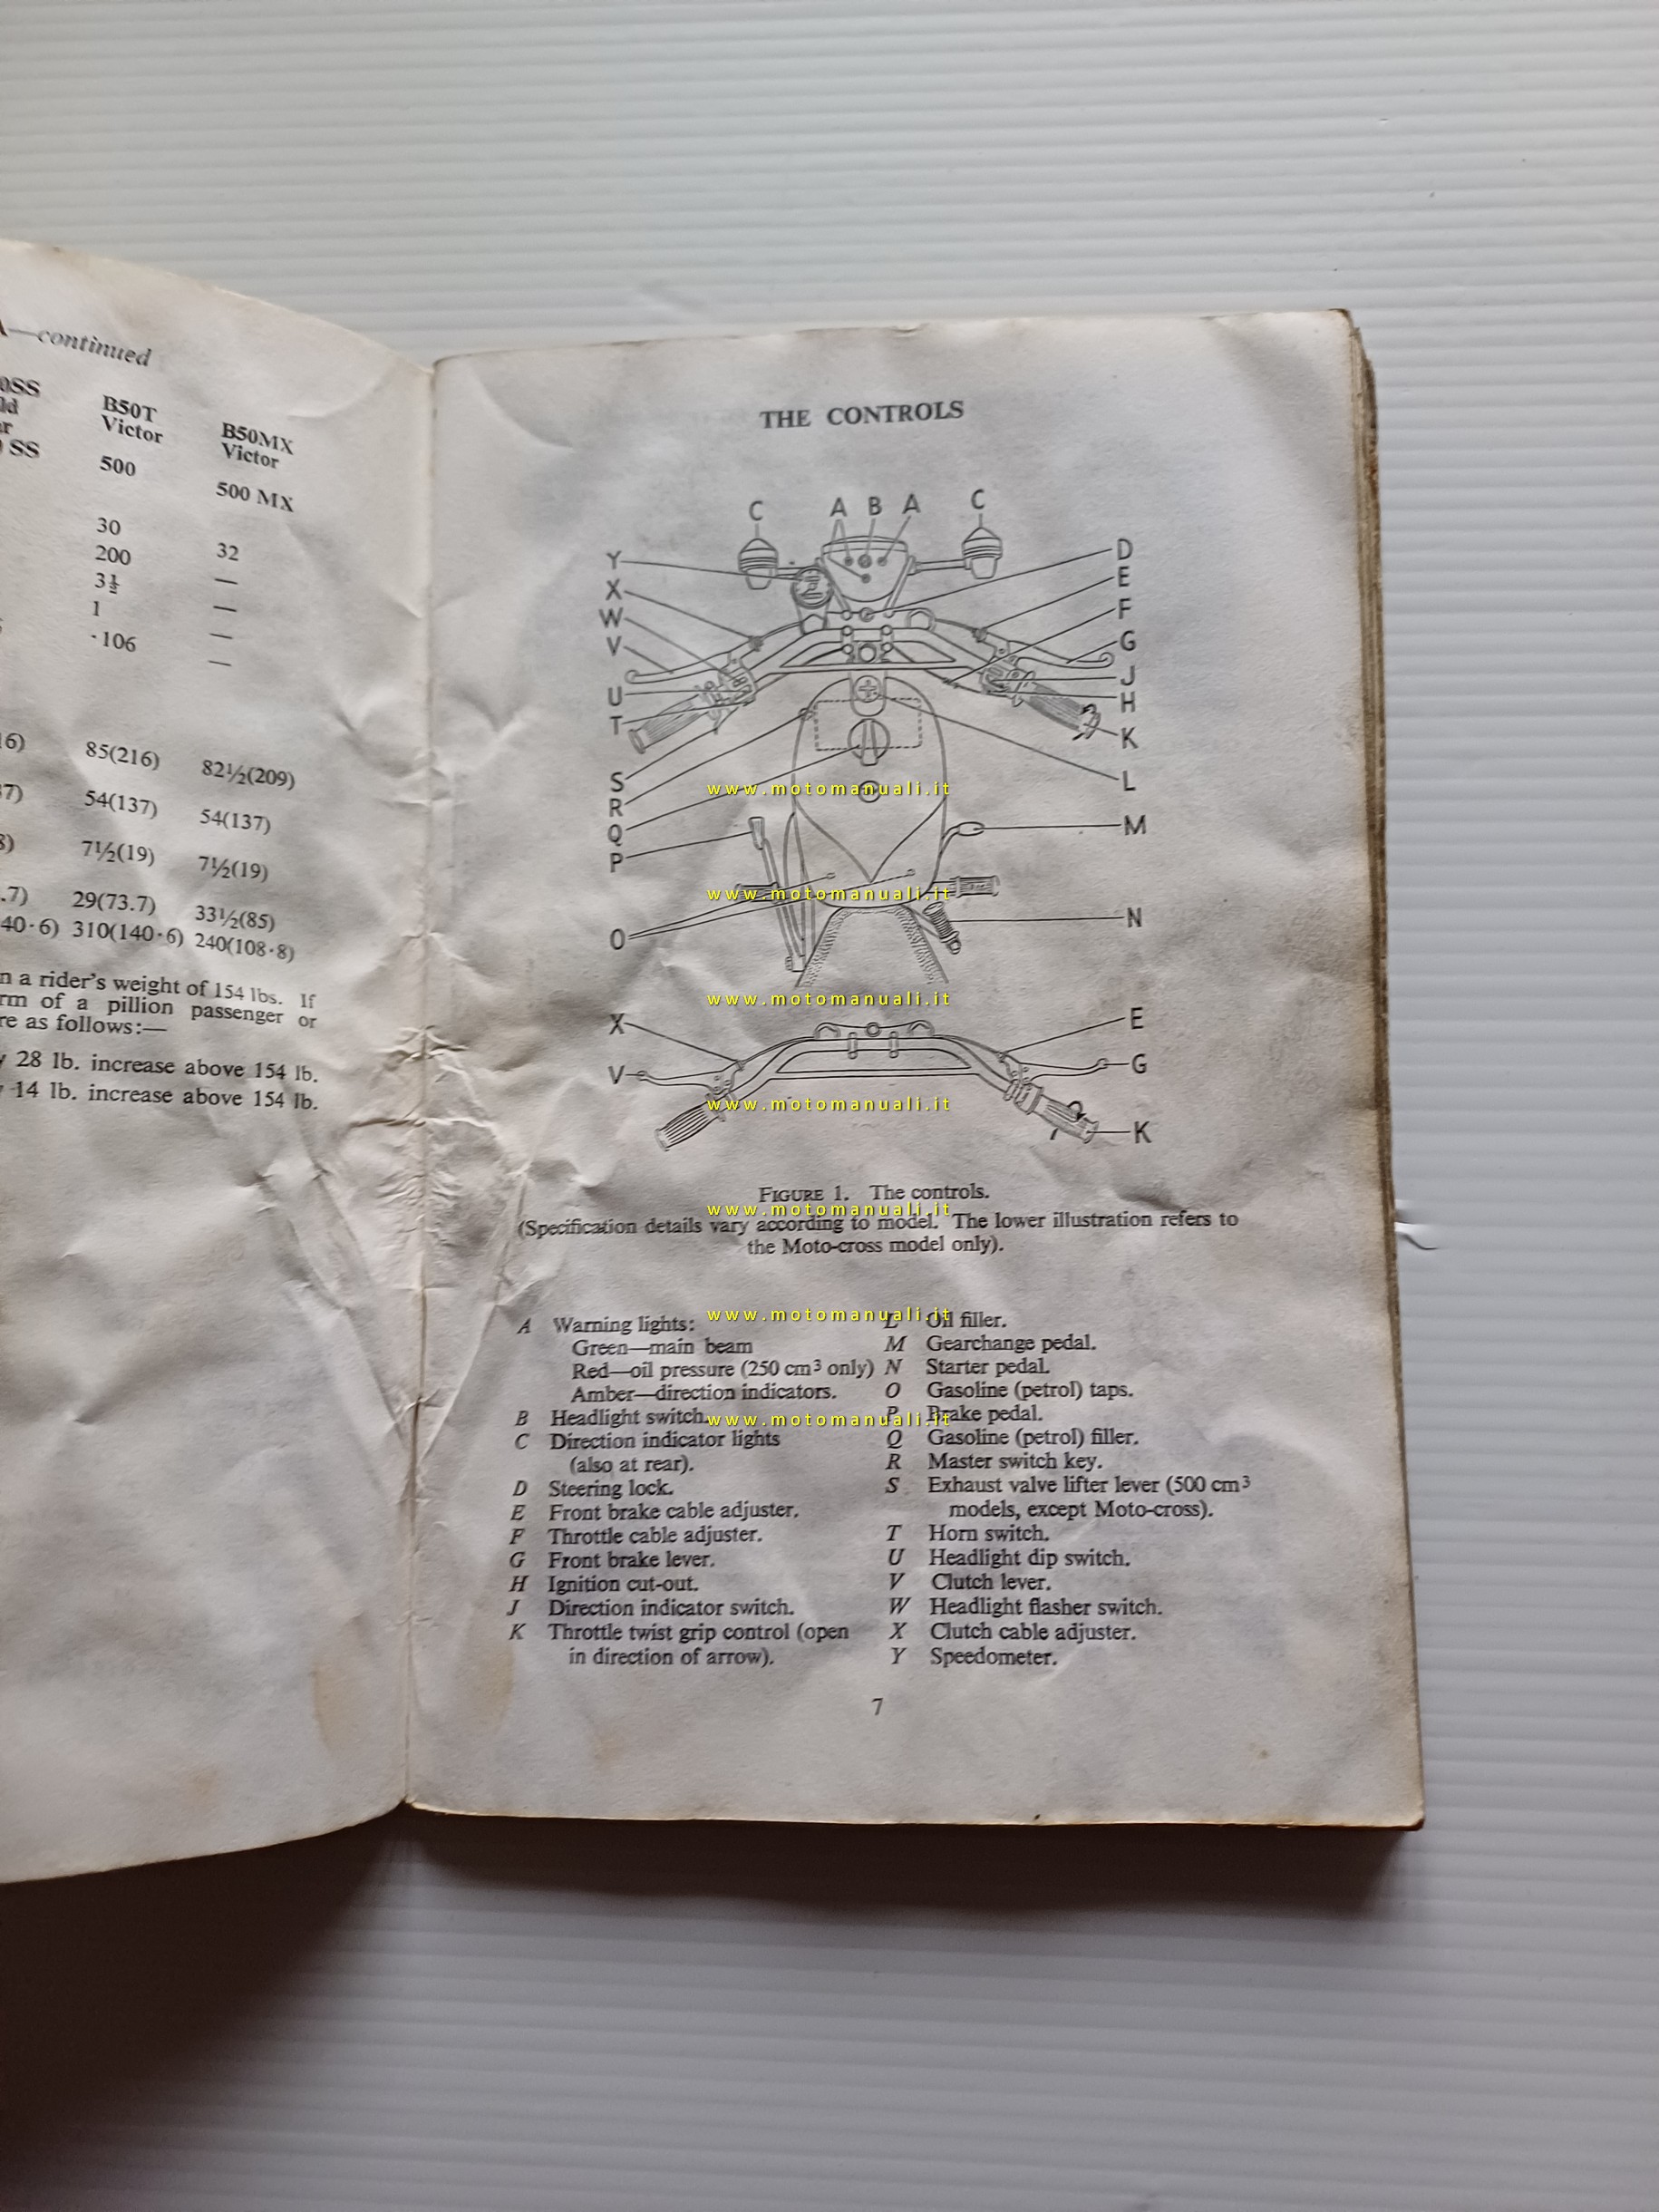 —continued
B50T
Victor
B50MX
Victor
SS
500
500 MX
30
200
32
3½
—
1
—
·106
—
—
85(216)
82½(209)
54(137)
54(137)
7½(19)
7½(19)
29(73.7)
33½(85)
310(140·6)
240(108·8)
a rider's weight of 154 lbs. If
of a pillion passenger or
as follows:—
28 lb. increase above 154 lb.
14 lb. increase above 154 lb.
THE CONTROLS
C A B A C
Y
X
W
V
U
T
S
R
Q
P
O
D
E
F
G
J
H
K
L
M
N
X
V
E
G
K
www.motomanuali.it
www.motomanuali.it
www.motomanuali.it
www.motomanuali.it
FIGURE 1. The controls.
www.motomanuali.it
(Specification details vary according to model. The lower illustration refers to
the Moto-cross model only).
www.motomanuali.it
A Warning lights:
Green—main beam
Red—oil pressure (250 cm³ only)
Amber—direction indicators.
B Headlight switch.
C Direction indicator lights
(also at rear).
D Steering lock.
E Front brake cable adjuster.
F Throttle cable adjuster.
G Front brake lever.
H Ignition cut-out.
J Direction indicator switch.
K Throttle twist grip control (open
in direction of arrow).
L Oil filler.
M Gearchange pedal.
N Starter pedal.
O Gasoline (petrol) taps.
P Brake pedal.
www.motomanuali.it
Q Gasoline (petrol) filler.
R Master switch key.
S Exhaust valve lifter lever (500 cm³
models, except Moto-cross).
T Horn switch.
U Headlight dip switch.
V Clutch lever.
W Headlight flasher switch.
X Clutch cable adjuster.
Y Speedometer.
7